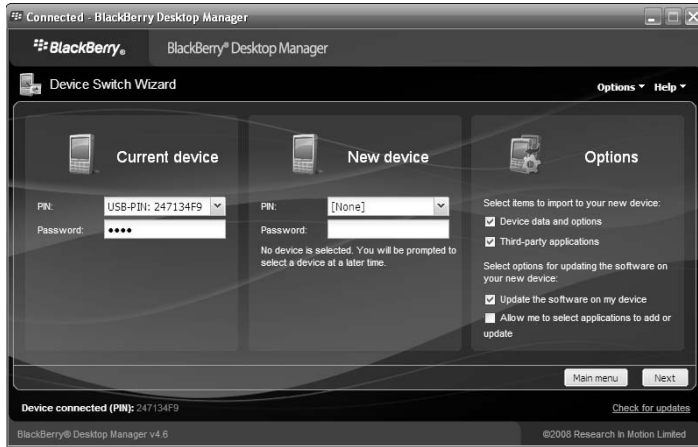 Connected - BlackBerry Desktop Manager
BlackBerry® BlackBerry® Desktop Manager
Device Switch Wizard
Options Help
Current device
PIN: USB-PIN: 247134F9
Password: ••••
New device
PIN: [None]
Password:
No device is selected. You will be prompted to
select a device at a later time.
Options
Select items to import to your new device:
Device data and options
Third-party applications
Select options for updating the software on
your new device:
Update the software on my device
Allow me to select applications to add or
update
Main menu Next
Device connected (PIN): 247134F9 Check for updates
BlackBerry® Desktop Manager v4.6 ©2008 Research In Motion Limited